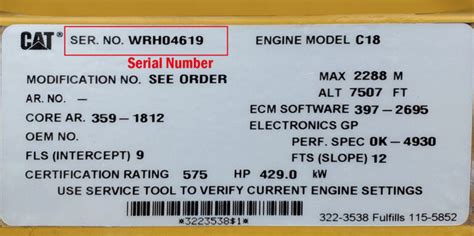 CAT SER. NO. WRH04619 ENGINE MODEL C18
Serial Number
MODIFICATION NO. SEE ORDER MAX 2288 M
AR. NO. — ALT 7507 FT
CORE AR. 359-1812 ECM SOFTWARE 397-2695
OEM NO. ELECTRONICS GP
PERF. SPEC 0K-4930
FLS (INTERCEPT) 9 FTS (SLOPE) 12
CERTIFICATION RATING 575 HP 429.0 kW
USE SERVICE TOOL TO VERIFY CURRENT ENGINE SETTINGS
*3223538$1* 322-3538 Fulfills 115-5852